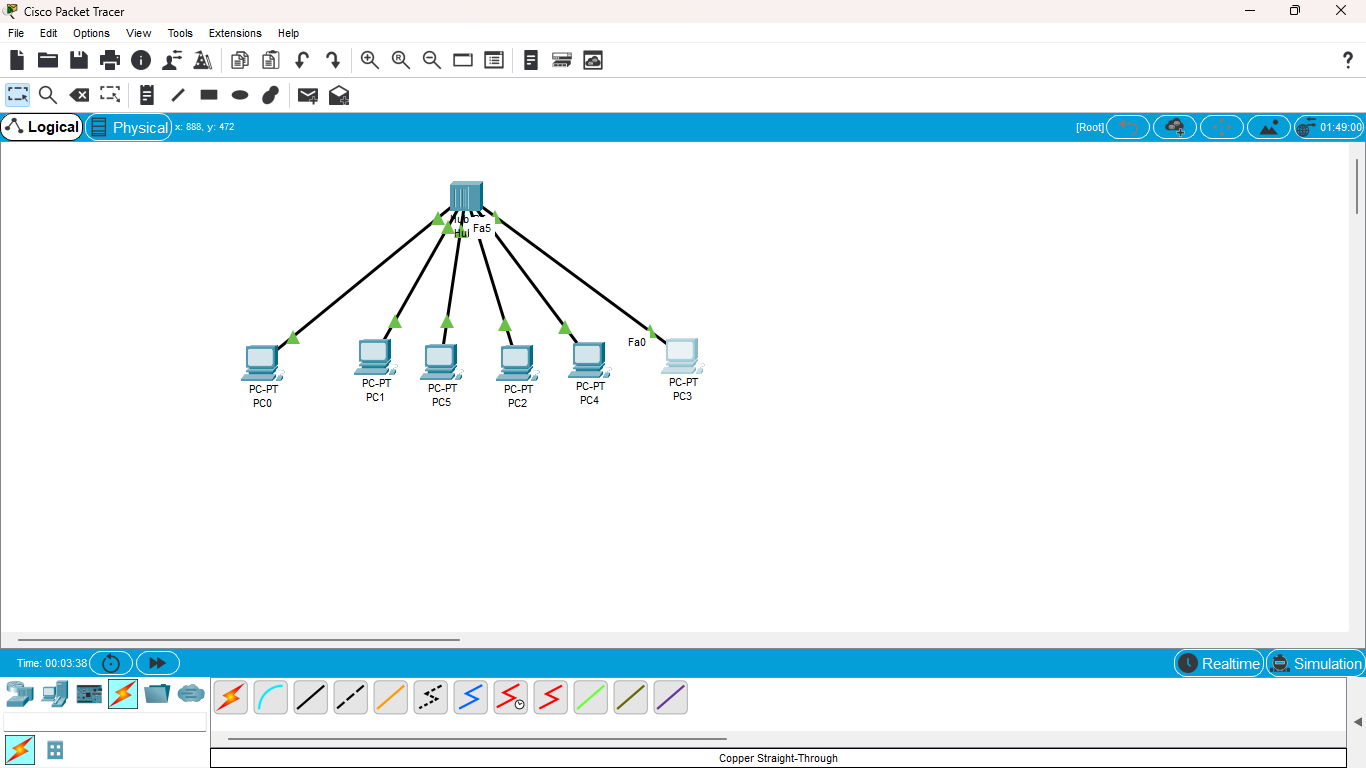 Cisco Packet Tracer
File Edit Options View Tools Extensions Help
R
?
Logical Physical x: 888, y: 472 [Root] 01:49:00
Fa5
Fa0
PC-PT
PC0
PC-PT
PC1
PC-PT
PC5
PC-PT
PC2
PC-PT
PC4
PC-PT
PC3
Time: 00:03:38 Realtime Simulation
Copper Straight-Through